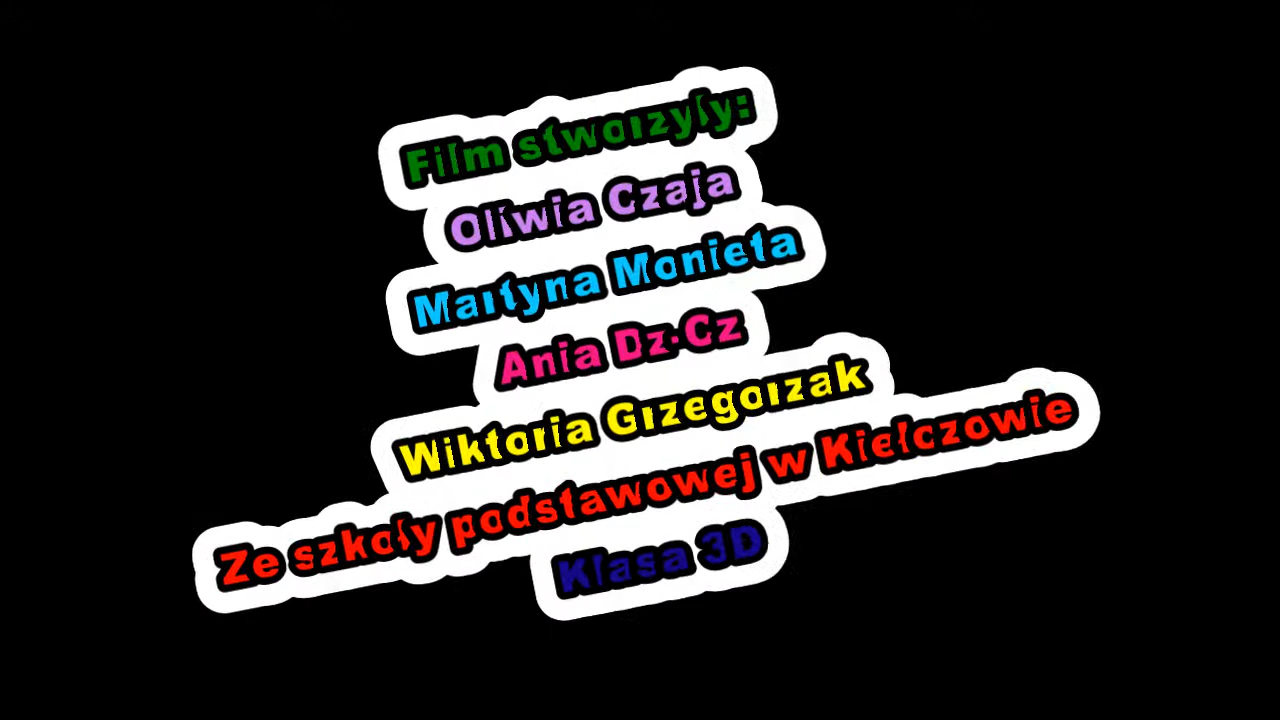 Film stworzyły:
Oliwia Czaja
Martyna Monieta
Ania Dz-Cz
Wiktoria Grzegorzak
Ze szkoły podstawowej w Kiełczowie
Klasa 3D